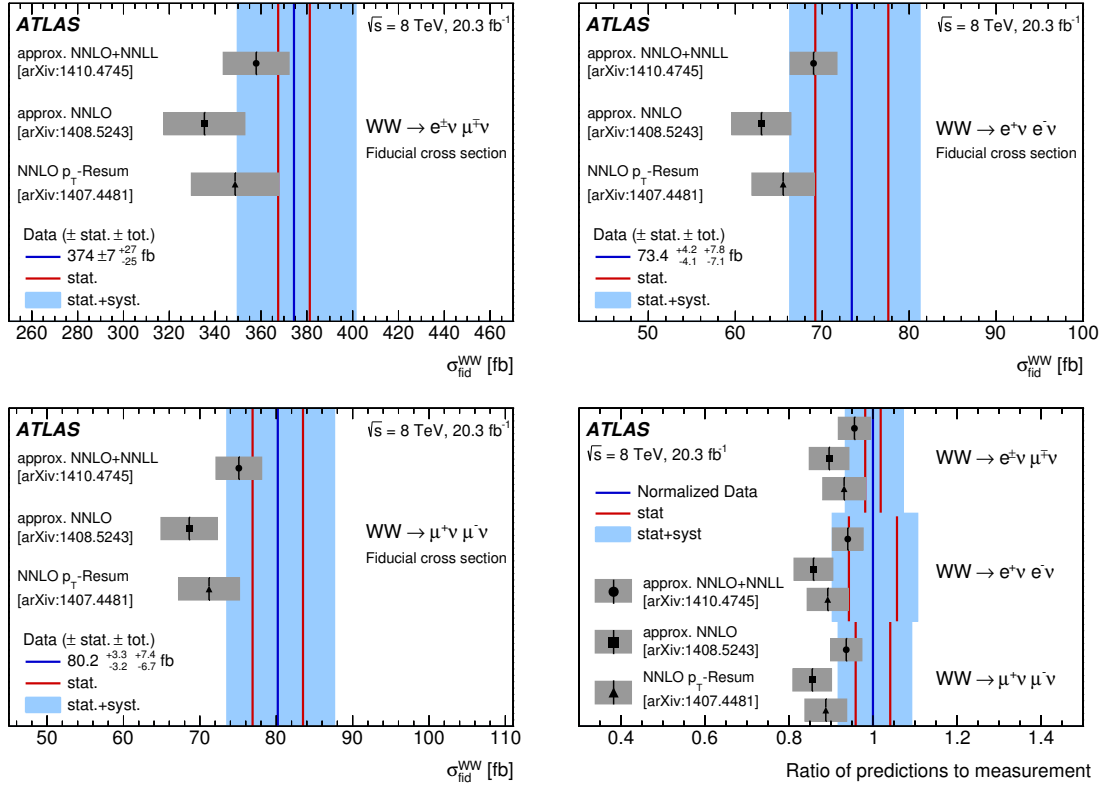 ATLAS
√s = 8 TeV, 20.3 fb⁻¹
approx. NNLO+NNLL
[arXiv:1410.4745]
approx. NNLO
[arXiv:1408.5243]
NNLO p_T-Resum
[arXiv:1407.4481]
WW → e±ν μ∓ν
Fiducial cross section
Data (± stat. ± tot.)
374 ±7 +27 -25 fb
stat.
stat.+syst.
260 280 300 320 340 360 380 400 420 440 460
σ_fid^WW [fb]
ATLAS
√s = 8 TeV, 20.3 fb⁻¹
approx. NNLO+NNLL
[arXiv:1410.4745]
approx. NNLO
[arXiv:1408.5243]
NNLO p_T-Resum
[arXiv:1407.4481]
WW → e⁺ν e⁻ν
Fiducial cross section
Data (± stat. ± tot.)
73.4 +4.2 -4.1 +7.8 -7.1 fb
stat.
stat.+syst.
50 60 70 80 90 100
σ_fid^WW [fb]
ATLAS
√s = 8 TeV, 20.3 fb⁻¹
approx. NNLO+NNLL
[arXiv:1410.4745]
approx. NNLO
[arXiv:1408.5243]
NNLO p_T-Resum
[arXiv:1407.4481]
WW → μ⁺ν μ⁻ν
Fiducial cross section
Data (± stat. ± tot.)
80.2 +3.3 -3.2 +7.4 -6.7 fb
stat.
stat.+syst.
50 60 70 80 90 100 110
σ_fid^WW [fb]
ATLAS
√s = 8 TeV, 20.3 fb⁻¹
Normalized Data
stat
stat+syst
approx. NNLO+NNLL
[arXiv:1410.4745]
approx. NNLO
[arXiv:1408.5243]
NNLO p_T-Resum
[arXiv:1407.4481]
WW → e±ν μ∓ν
WW → e⁺ν e⁻ν
WW → μ⁺ν μ⁻ν
0.4 0.6 0.8 1 1.2 1.4
Ratio of predictions to measurement